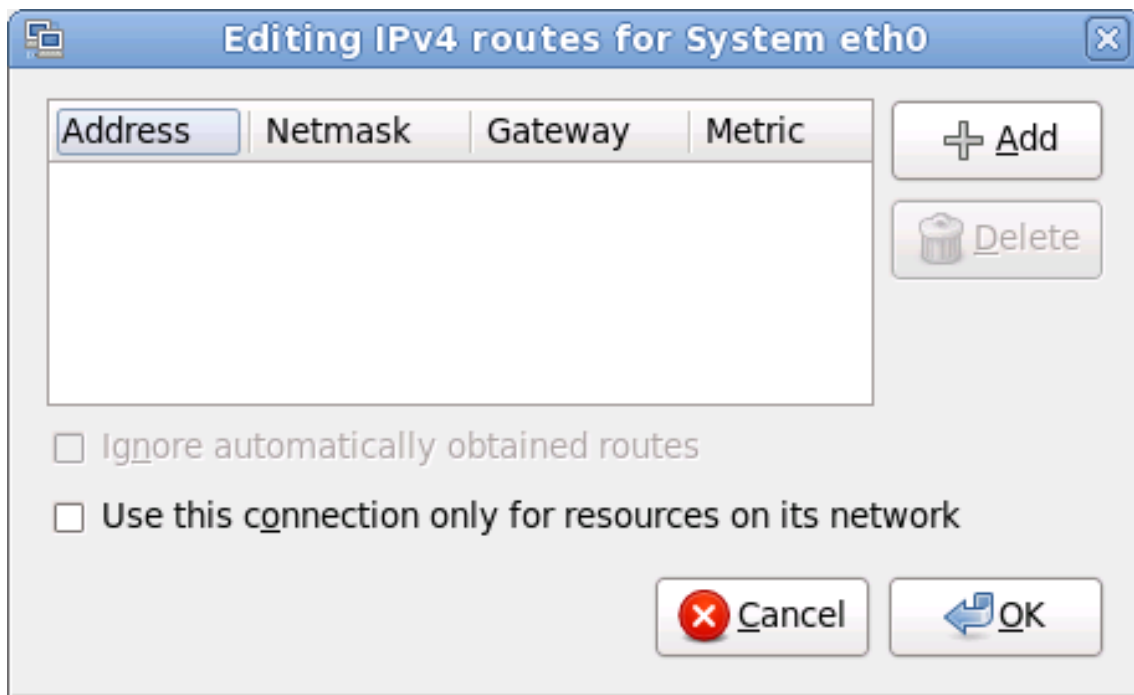 Editing IPv4 routes for System eth0
Address Netmask Gateway Metric
Add
Delete
Ignore automatically obtained routes
Use this connection only for resources on its network
Cancel OK